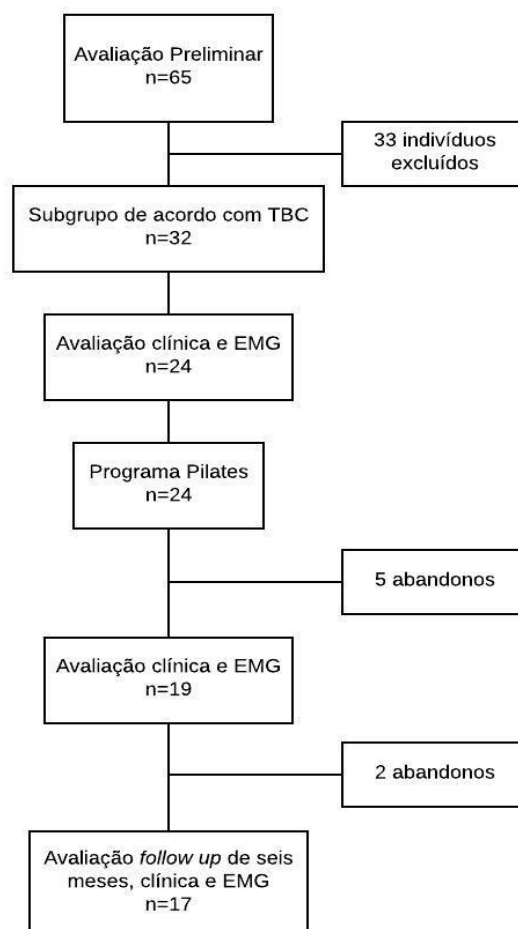 Avaliação Preliminar
n=65
33 indivíduos
excluídos
Subgrupo de acordo com TBC
n=32
Avaliação clínica e EMG
n=24
Programa Pilates
n=24
5 abandonos
Avaliação clínica e EMG
n=19
2 abandonos
Avaliação follow up de seis
meses, clínica e EMG
n=17